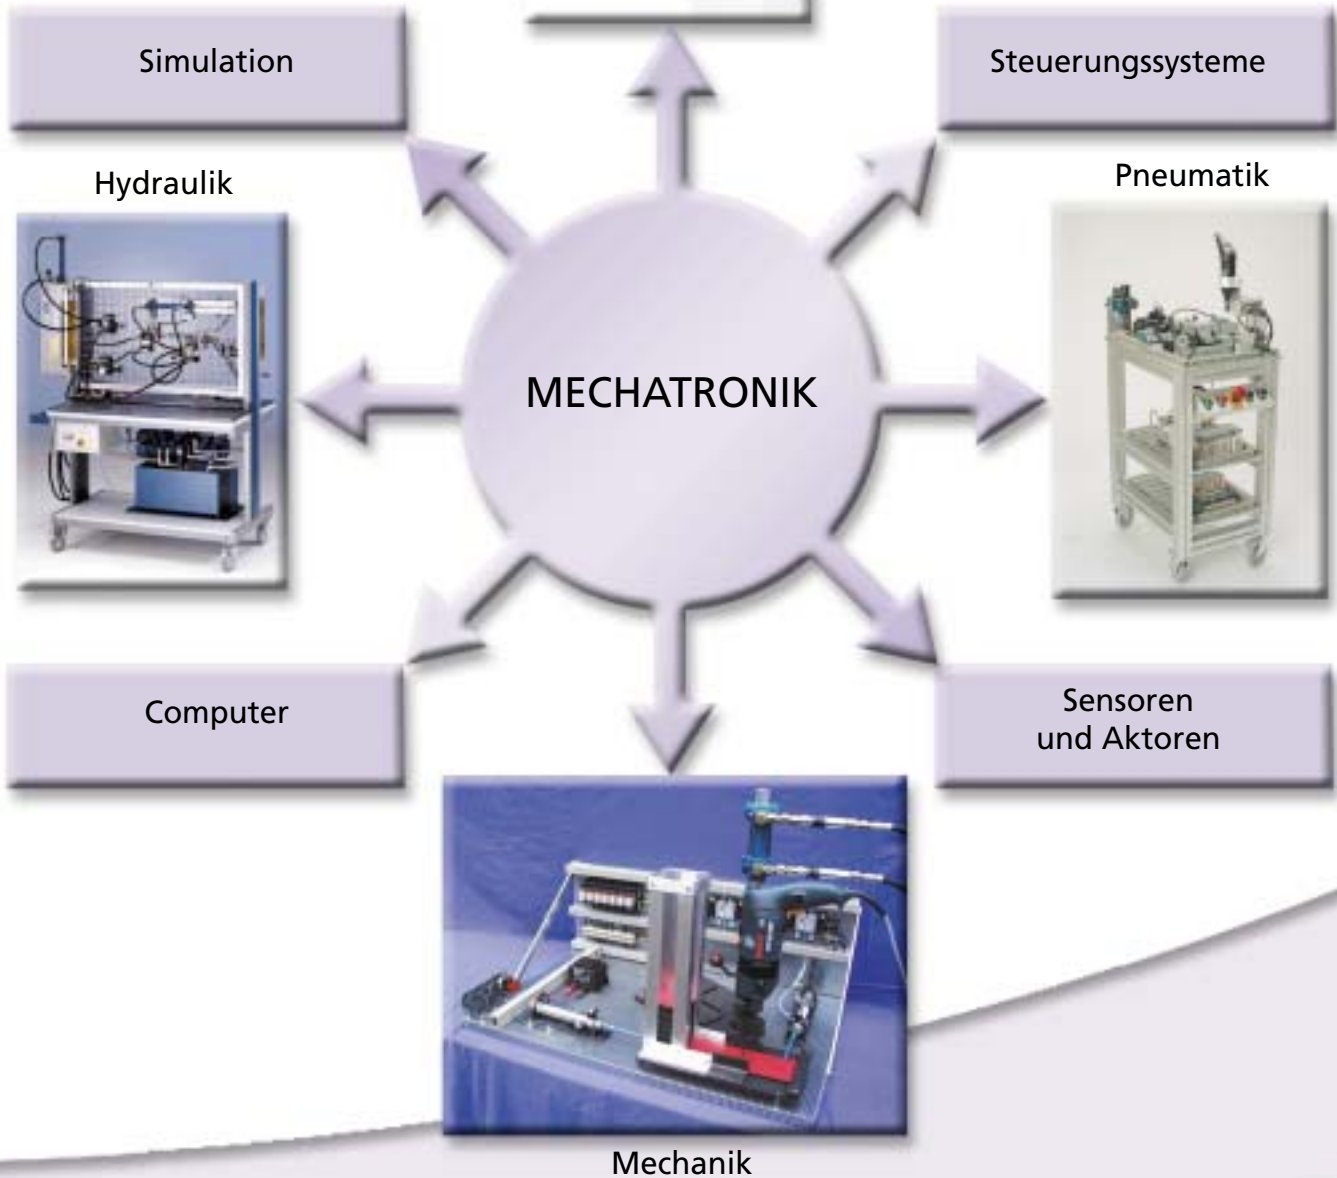 Simulation
Steuerungssysteme
Hydraulik
Pneumatik
MECHATRONIK
Computer
Sensoren
und Aktoren
Mechanik